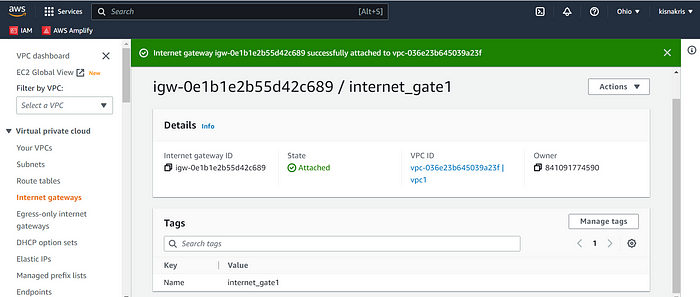 aws
Services
Search
[Alt+S]
Ohio
kisnakris
IAM
AWS Amplify
VPC dashboard
EC2 Global View
New
Filter by VPC:
Select a VPC
Virtual private cloud
Your VPCs
Subnets
Route tables
Internet gateways
Egress-only internet
gateways
DHCP option sets
Elastic IPs
Managed prefix lists
Endpoints
Internet gateway igw-0e1b1e2b55d42c689 successfully attached to vpc-036e23b645039a23f
igw-0e1b1e2b55d42c689 / internet_gate1
Actions
Details
Info
Internet gateway ID
igw-0e1b1e2b55d42c689
State
Attached
VPC ID
vpc-036e23b645039a23f |
vpc1
Owner
841091774590
Tags
Manage tags
Search tags
1
Key
Value
Name
internet_gate1